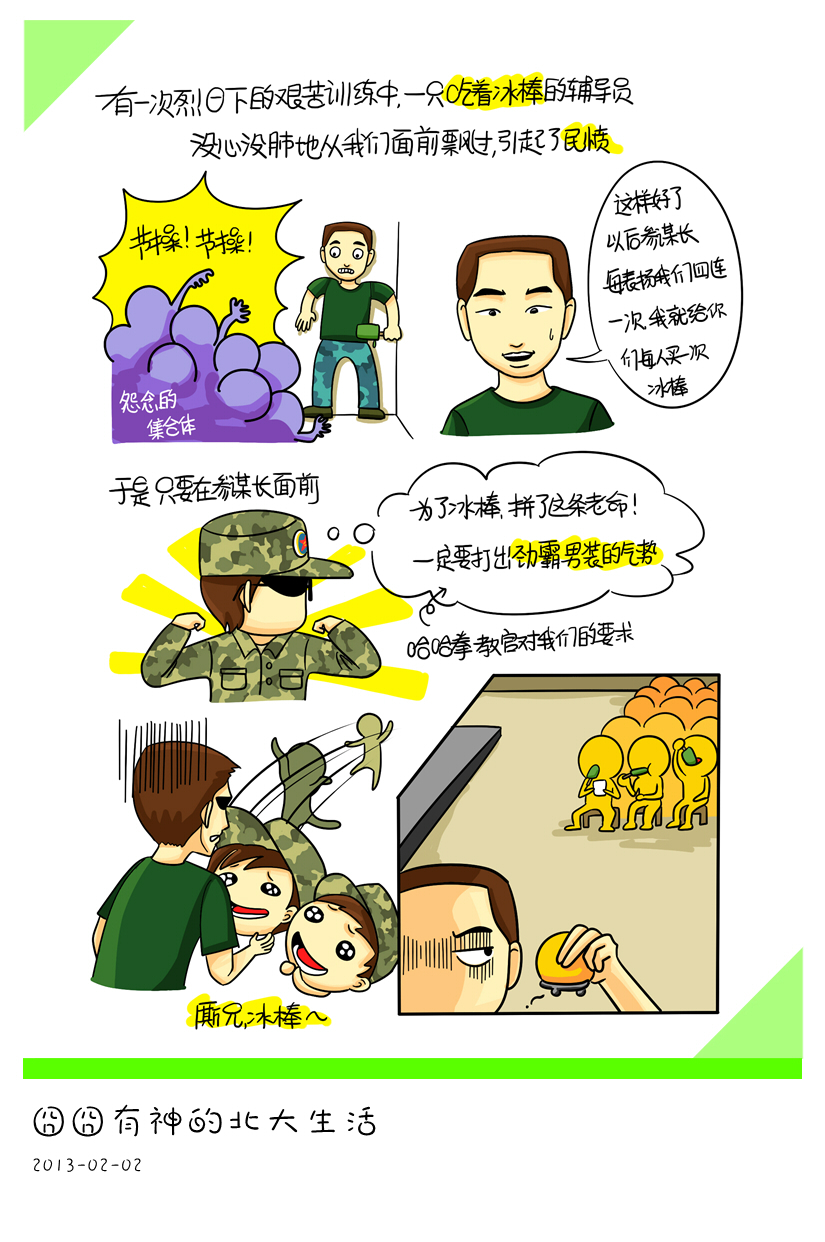 有一次烈日下的艰苦训练中,一只吃着冰棒的辅导员
没心没肺地从我们面前飘过,引起了民愤
节操!节操!
怨念的
集合体
这样好了
以后参谋长
每表扬我们四连
一次,我就给你
们每人买一次
冰棒
于是只要在参谋长面前
为了冰棒,拼了这条老命!
一定要打出劲霸男装的气势
哈哈拳教官对我们的要求
厮兄,冰棒~
囧囧有神的北大生活
2013-02-02